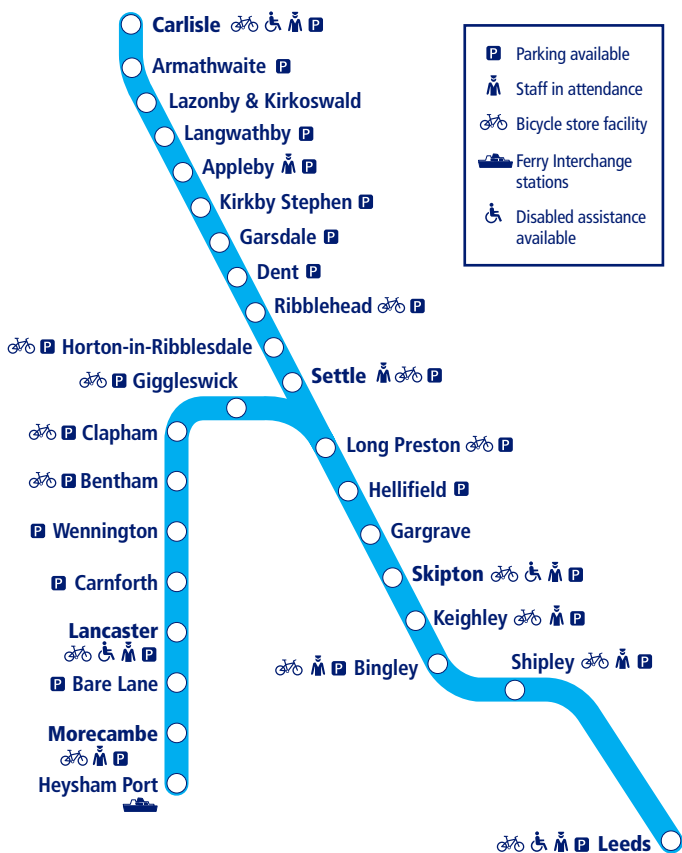 Carlisle
P Parking available
Armathwaite P
Staff in attendance
Lazonby & Kirkoswald
Bicycle store facility
Langwathby P
Ferry Interchange
stations
Appleby P
Kirkby Stephen P
Disabled assistance
available
Garsdale P
Dent P
Ribblehead P
P Horton-in-Ribblesdale
P Giggleswick
Settle P
P Clapham
Long Preston P
P Bentham
Hellifield P
P Wennington
Gargrave
P Carnforth
Skipton P
Lancaster
P
Keighley P
P Bare Lane
P Bingley
Shipley P
Morecambe
P
Heysham Port
P Leeds